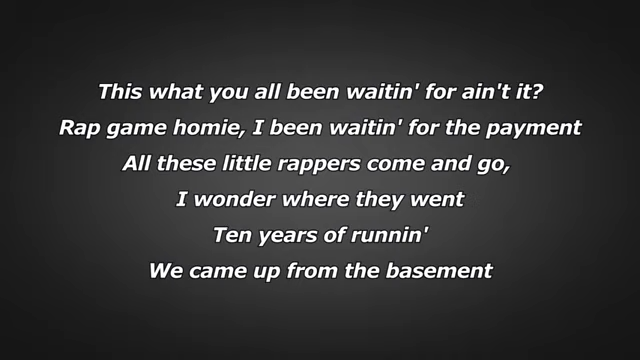 This what you all been waitin' for ain't it?
Rap game homie, I been waitin' for the payment
All these little rappers come and go,
I wonder where they went
Ten years of runnin'
We came up from the basement